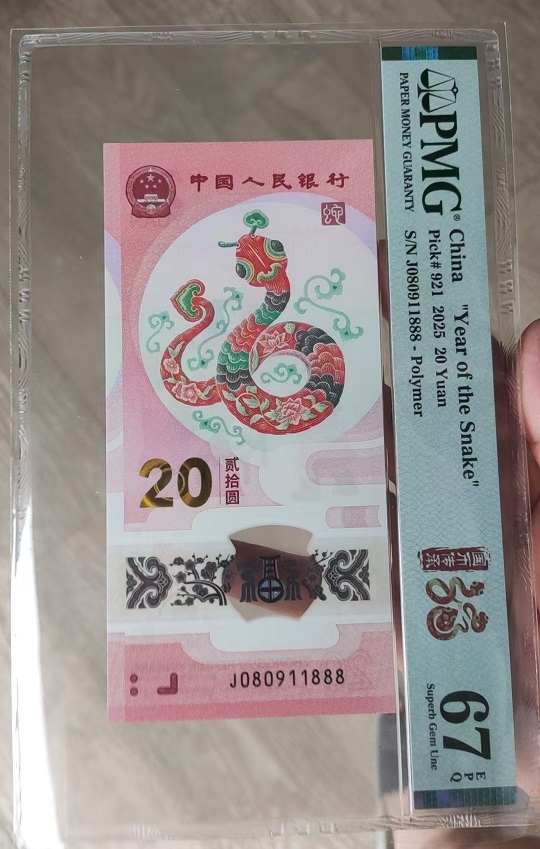 中国人民银行
蛇
20
贰拾圆
J080911888
PMG®
PAPER MONEY GUARANTY
China "Year of the Snake"
Pick# 921 2025 20 Yuan
S/N J080911888 - Polymer
67
EPQ
Superb Gem Unc